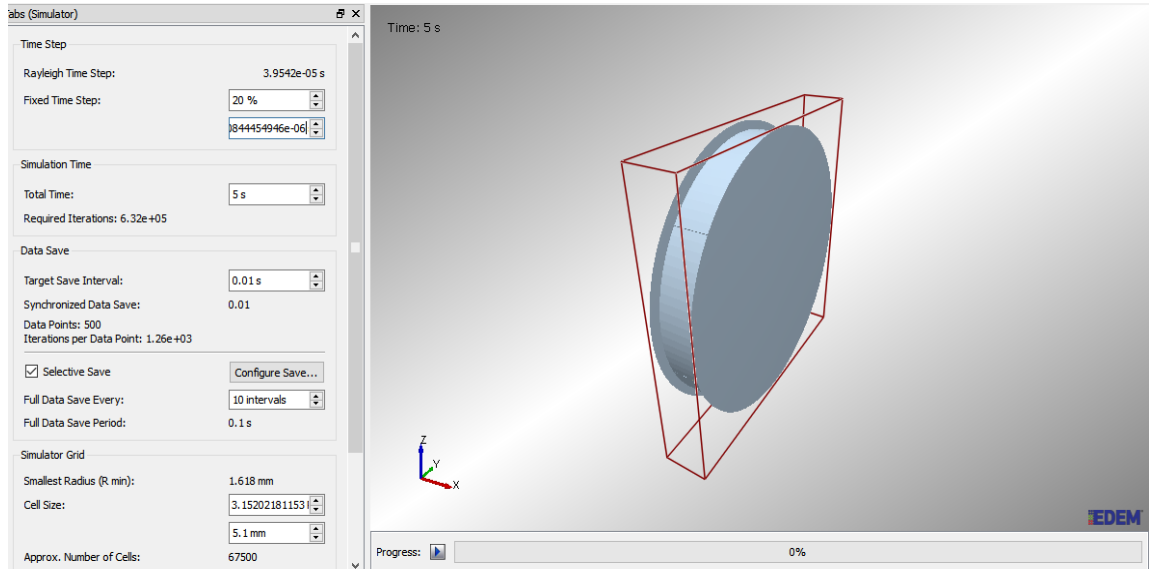 abs (Simulator)
Time Step
Rayleigh Time Step: 3.9542e-05 s
Fixed Time Step: 20 %
0844454946e-06
Simulation Time
Total Time: 5 s
Required Iterations: 6.32e+05
Data Save
Target Save Interval: 0.01 s
Synchronized Data Save: 0.01
Data Points: 500
Iterations per Data Point: 1.26e+03
Selective Save Configure Save...
Full Data Save Every: 10 intervals
Full Data Save Period: 0.1 s
Simulator Grid
Smallest Radius (R min): 1.618 mm
Cell Size: 3.15202181153
5.1 mm
Approx. Number of Cells: 67500
Time: 5 s
Z
Y
X
EDEM
Progress: 0%